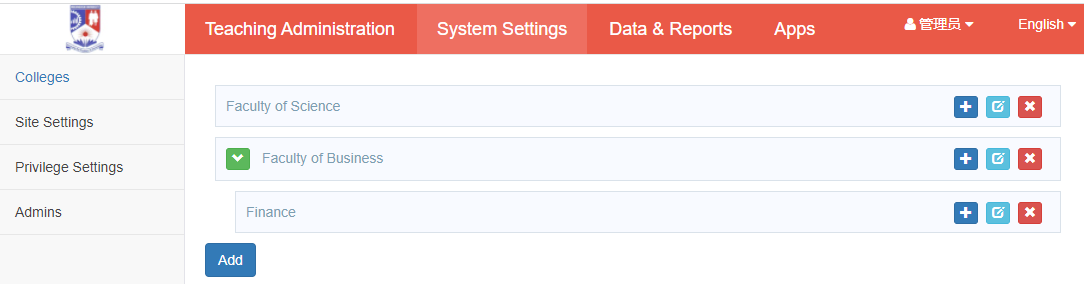 Teaching Administration System Settings Data & Reports Apps 管理员 English
Colleges
Site Settings
Privilege Settings
Admins
Faculty of Science
Faculty of Business
Finance
Add